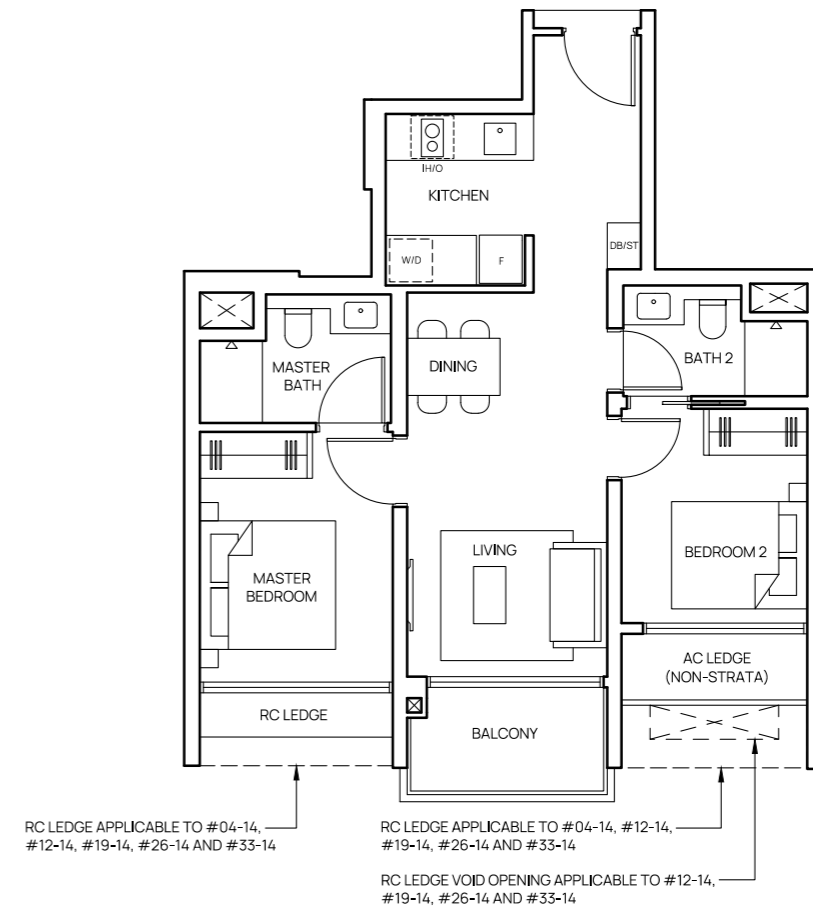 IH/O
KITCHEN
W/D
F
DB/ST
MASTER
BATH
DINING
BATH 2
LIVING
MASTER
BEDROOM
BEDROOM 2
AC LEDGE
(NON-STRATA)
RC LEDGE
BALCONY
RC LEDGE APPLICABLE TO #04-14,
#12-14, #19-14, #26-14 AND #33-14
RC LEDGE APPLICABLE TO #04-14, #12-14,
#19-14, #26-14 AND #33-14
RC LEDGE VOID OPENING APPLICABLE TO #12-14,
#19-14, #26-14 AND #33-14